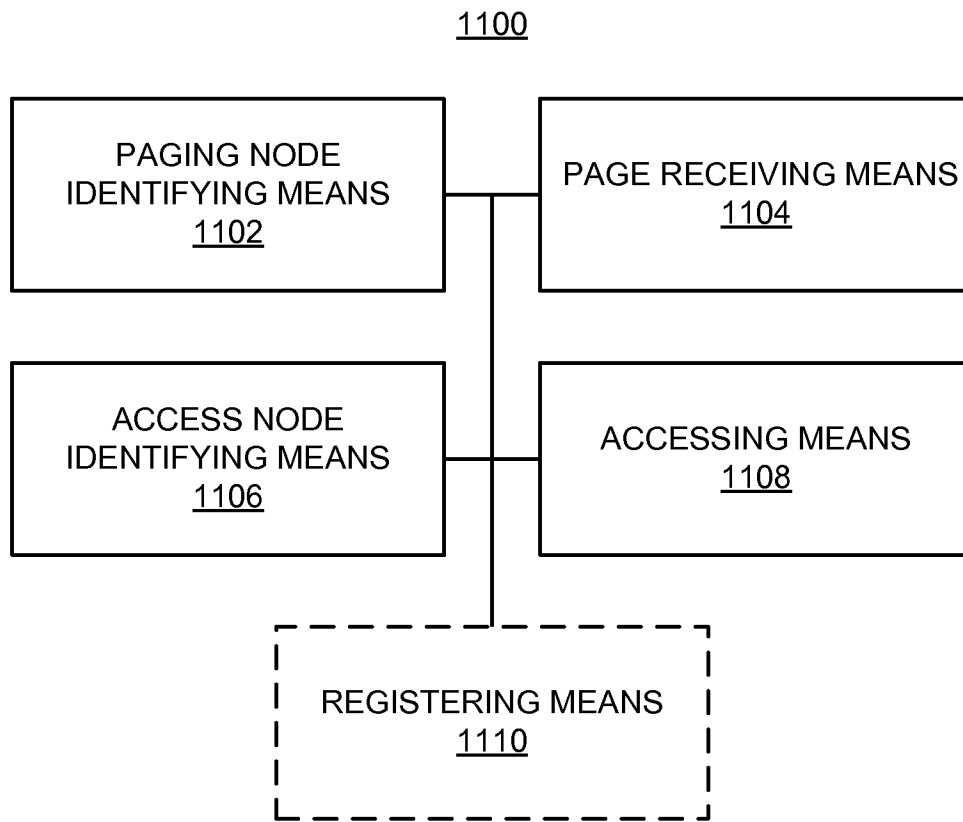 1100
PAGING NODE
IDENTIFYING MEANS
1102
PAGE RECEIVING MEANS
1104
ACCESS NODE
IDENTIFYING MEANS
1106
ACCESSING MEANS
1108
REGISTERING MEANS
1110